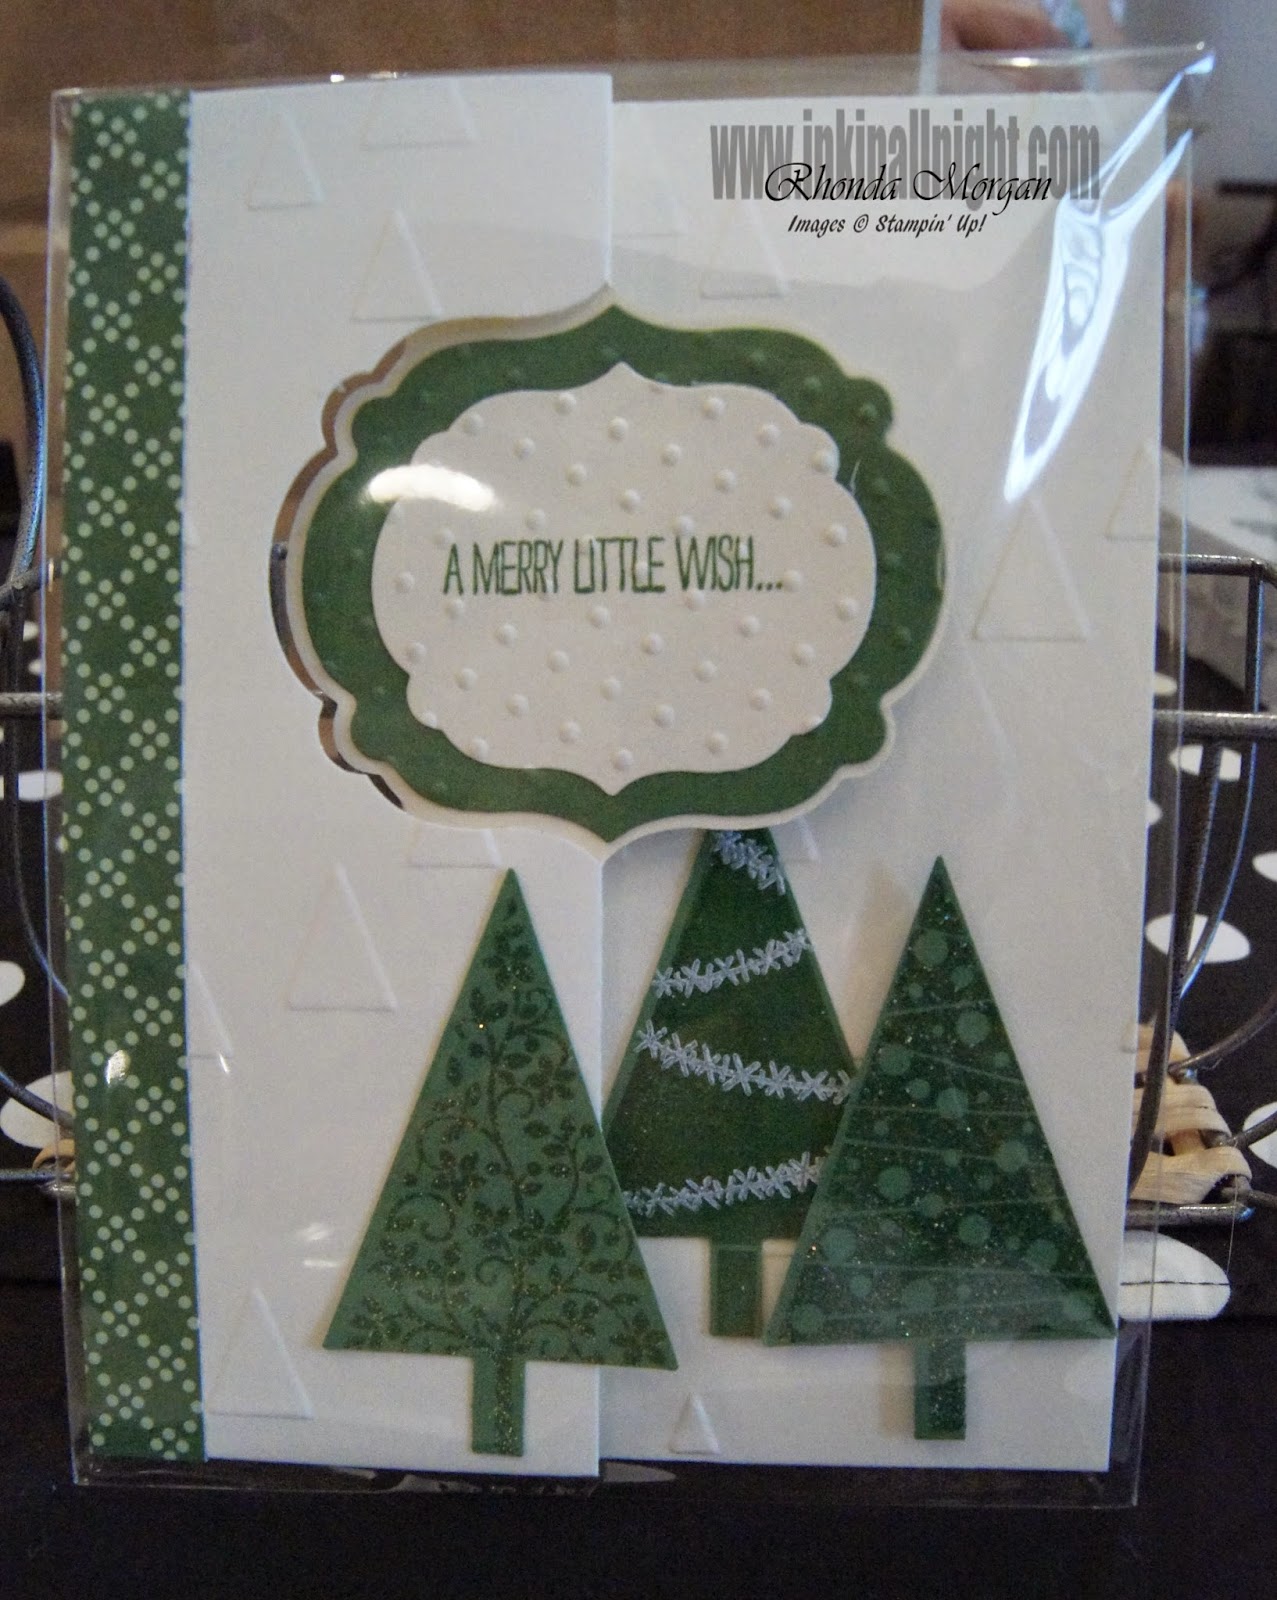 www.inkinallnight.com
Rhonda Morgan
Images © Stampin' Up!
A MERRY LITTLE WISH...